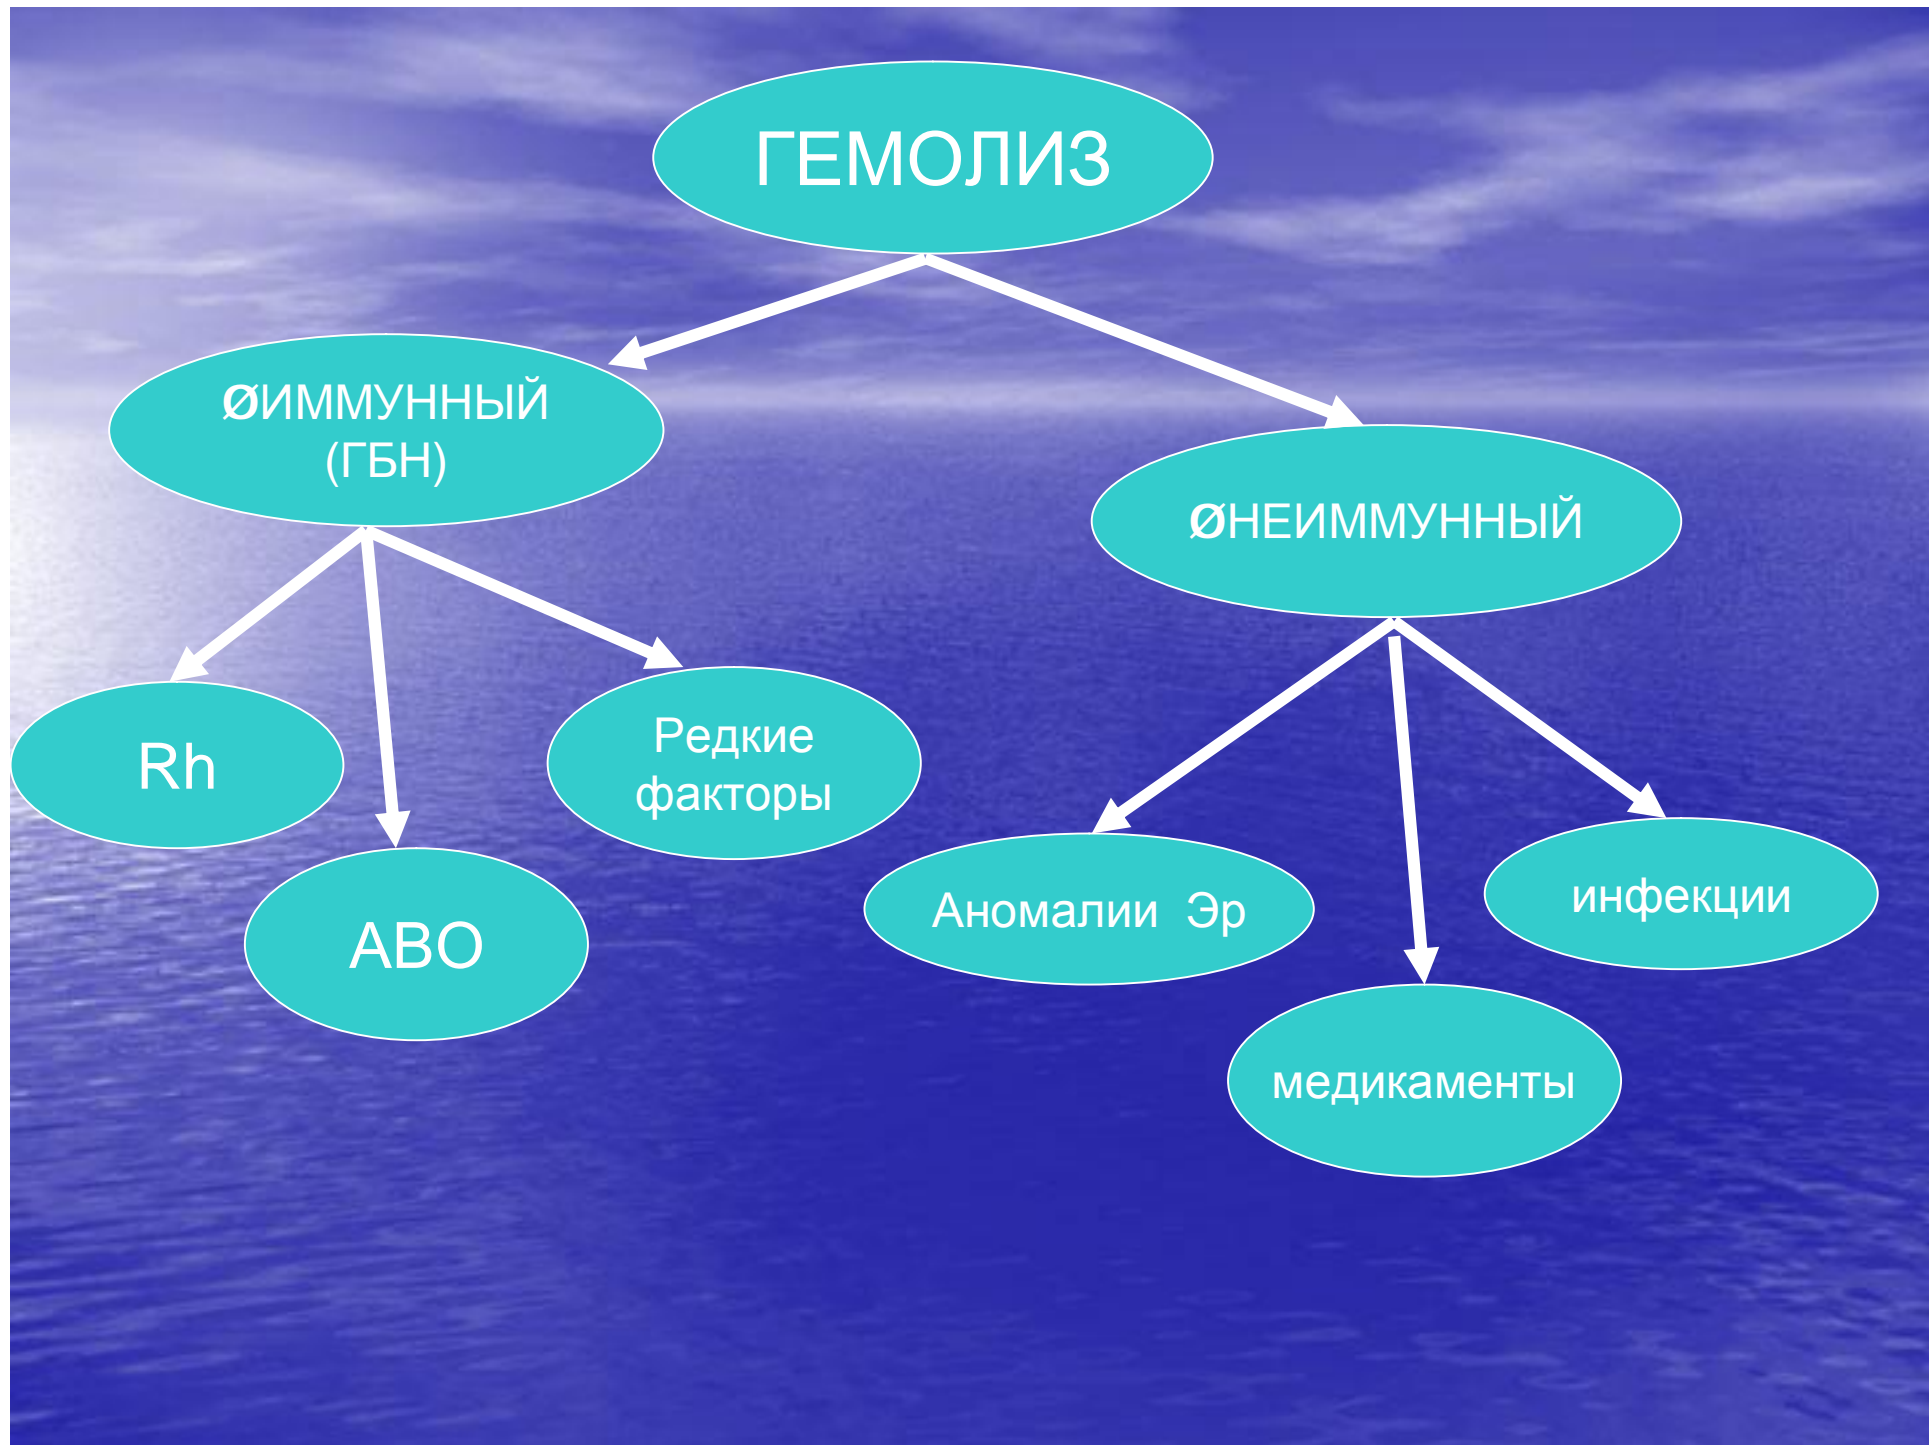 ГЕМОЛИЗ
ØИММУННЫЙ
(ГБН)
ØНЕИММУННЫЙ
Rh
АВО
Редкие
факторы
Аномалии Эр
медикаменты
инфекции